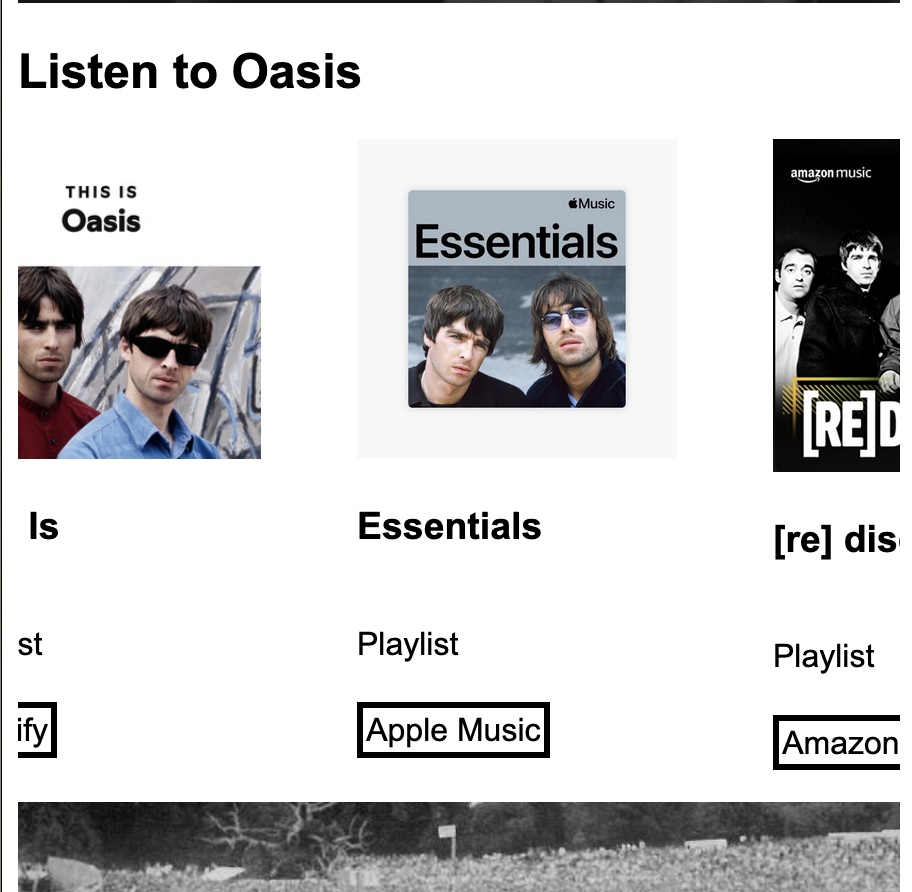 Listen to Oasis
THIS IS
Oasis
Music
Essentials
amazon music
[RE]D
Is
Essentials
[re] dis
st
Playlist
Playlist
ify
Apple Music
Amazon